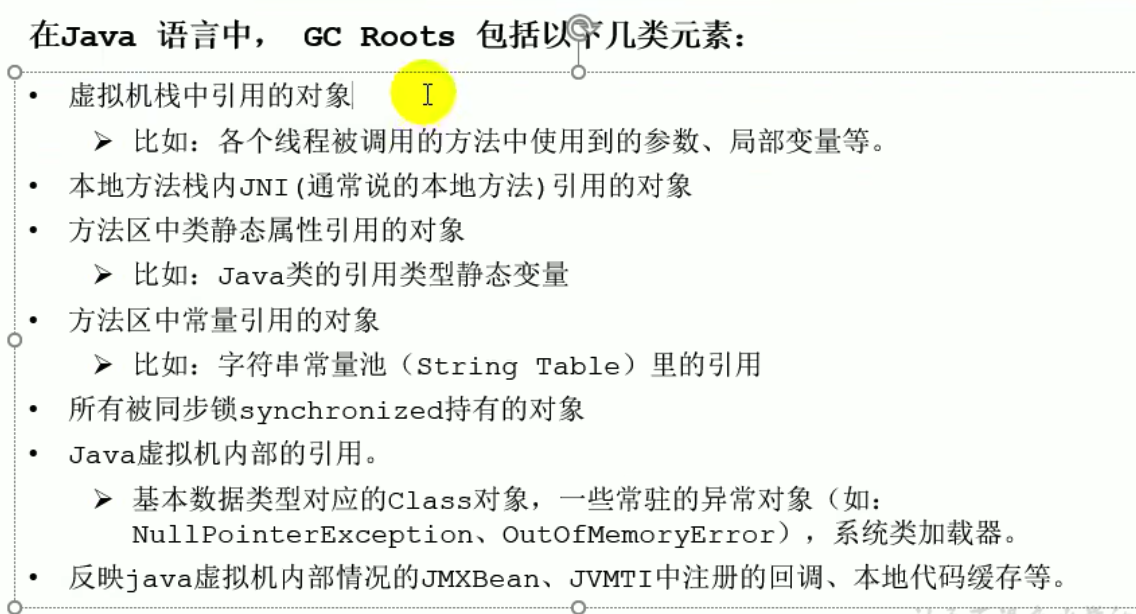 在Java 语言中， GC Roots 包括以下几类元素：
• 虚拟机栈中引用的对象
➢ 比如：各个线程被调用的方法中使用到的参数、局部变量等。
• 本地方法栈内JNI(通常说的本地方法)引用的对象
• 方法区中类静态属性引用的对象
➢ 比如：Java类的引用类型静态变量
• 方法区中常量引用的对象
➢ 比如：字符串常量池（String Table）里的引用
• 所有被同步锁synchronized持有的对象
• Java虚拟机内部的引用。
➢ 基本数据类型对应的Class对象，一些常驻的异常对象（如：
NullPointerException、OutOfMemoryError），系统类加载器。
• 反映java虚拟机内部情况的JMXBean、JVMTI中注册的回调、本地代码缓存等。